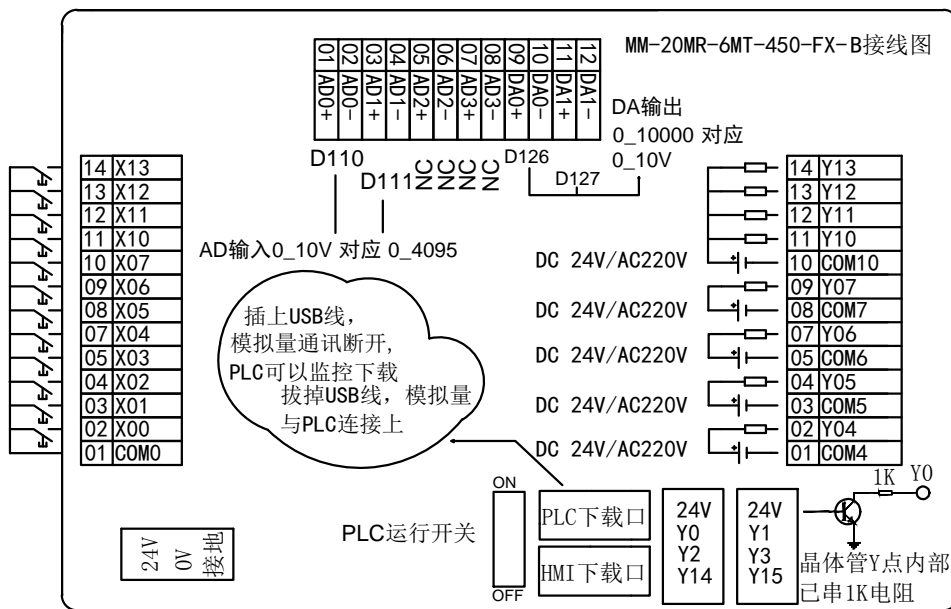 MM-20MR-6MT-450-FX-B接线图
01 AD0+
02 AD0-
03 AD1+
04 AD1-
05 AD2+
06 AD2-
07 AD3+
08 AD3-
09 DA0+
10 DA0-
11 DA1+
12 DA1-
D110
D111
NC
NC
NC
NC
D126
D127
DA输出
0_10000 对应
0_10V
AD输入0_10V 对应 0_4095
14 X13
13 X12
12 X11
11 X10
10 X07
09 X06
08 X05
07 X04
05 X03
04 X02
03 X01
02 X00
01 COM0
插上USB线，
模拟量通讯断开,
PLC可以监控下载
拔掉USB线，模拟量
与PLC连接上
14 Y13
13 Y12
12 Y11
11 Y10
10 COM10
09 Y07
08 COM7
07 Y06
05 COM6
04 Y05
03 COM5
02 Y04
01 COM4
DC 24V/AC220V
DC 24V/AC220V
DC 24V/AC220V
DC 24V/AC220V
DC 24V/AC220V
24V
0V
接地
PLC运行开关
ON
OFF
PLC下载口
HMI下载口
24V
Y0
Y2
Y14
24V
Y1
Y3
Y15
1K
Y0
晶体管Y点内部
已串1K电阻